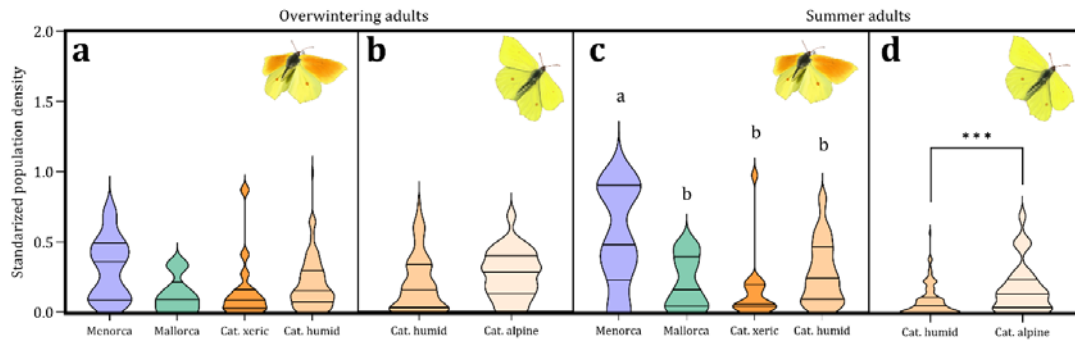 Overwintering adults Summer adults
a b c d
Standarized population density
2.0
1.5
1.0
0.5
0.0
a
b
b
b
***
Menorca Mallorca Cat. xeric Cat. humid Cat. humid Cat. alpine Menorca Mallorca Cat. xeric Cat. humid Cat. humid Cat. alpine